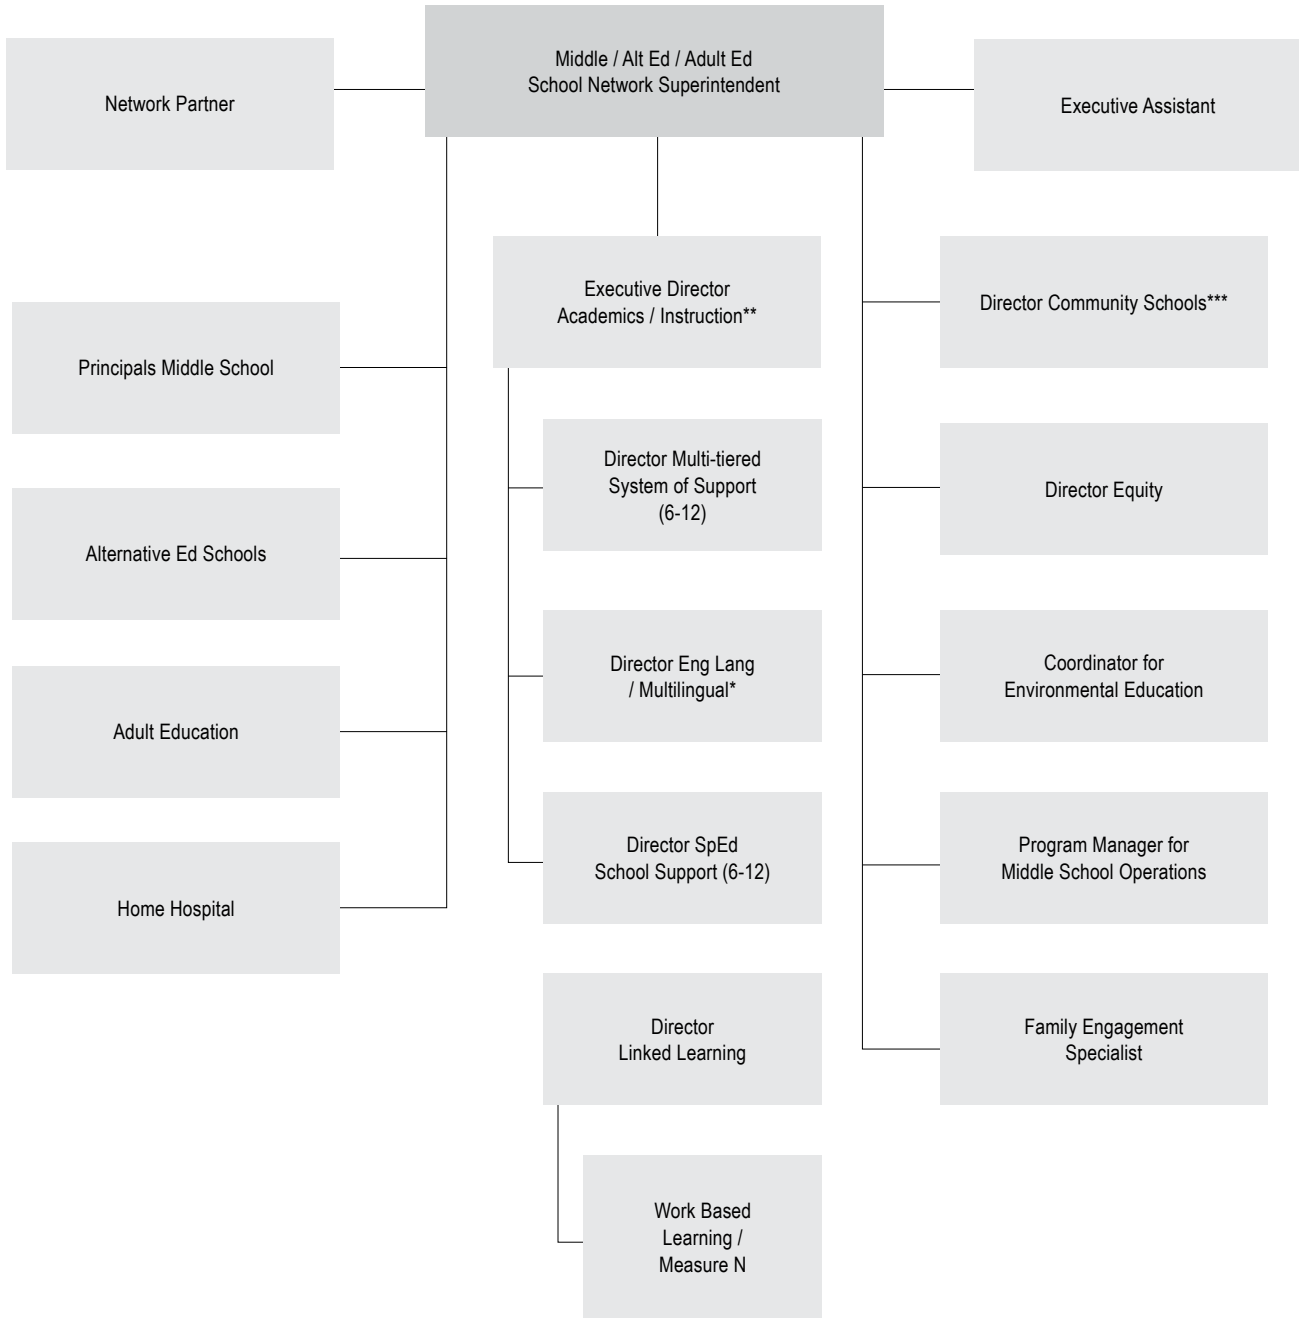 Middle / Alt Ed / Adult Ed
School Network Superintendent
Network Partner
Executive Assistant
Executive Director
Academics / Instruction**
Director Community Schools***
Principals Middle School
Director Multi-tiered
System of Support
(6-12)
Director Equity
Alternative Ed Schools
Director Eng Lang
/ Multilingual*
Coordinator for
Environmental Education
Adult Education
Director SpEd
School Support (6-12)
Program Manager for
Middle School Operations
Home Hospital
Director
Linked Learning
Family Engagement
Specialist
Work Based
Learning /
Measure N